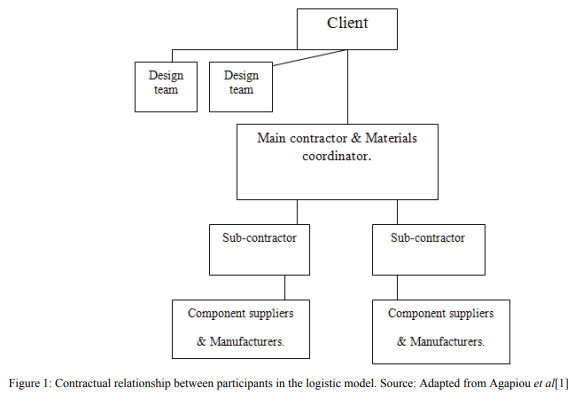 Client
Design
team
Design
team
Main contractor & Materials
coordinator.
Sub-contractor
Sub-contractor
Component suppliers
& Manufacturers.
Component suppliers
& Manufacturers.
Figure 1: Contractual relationship between participants in the logistic model. Source: Adapted from Agapiou et al[1]